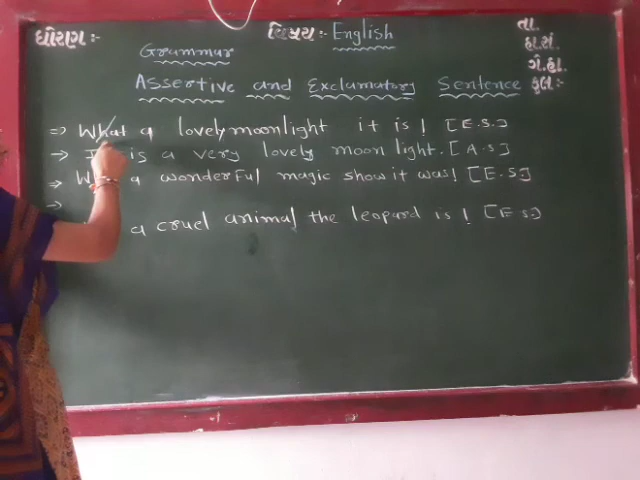 ધોરણ :- વિષય :- English તા.
હા.સં.
Grammar ગે.હા.
Assertive and Exclamatory Sentence કુલ :-
⇒ What a lovely moonlight it is ! [E.S.]
→ is a very lovely moon light. [A.S]
⇒ a wonderful magic show it was! [E.S]
⇒ a cruel animal the leopard is ! [E S]